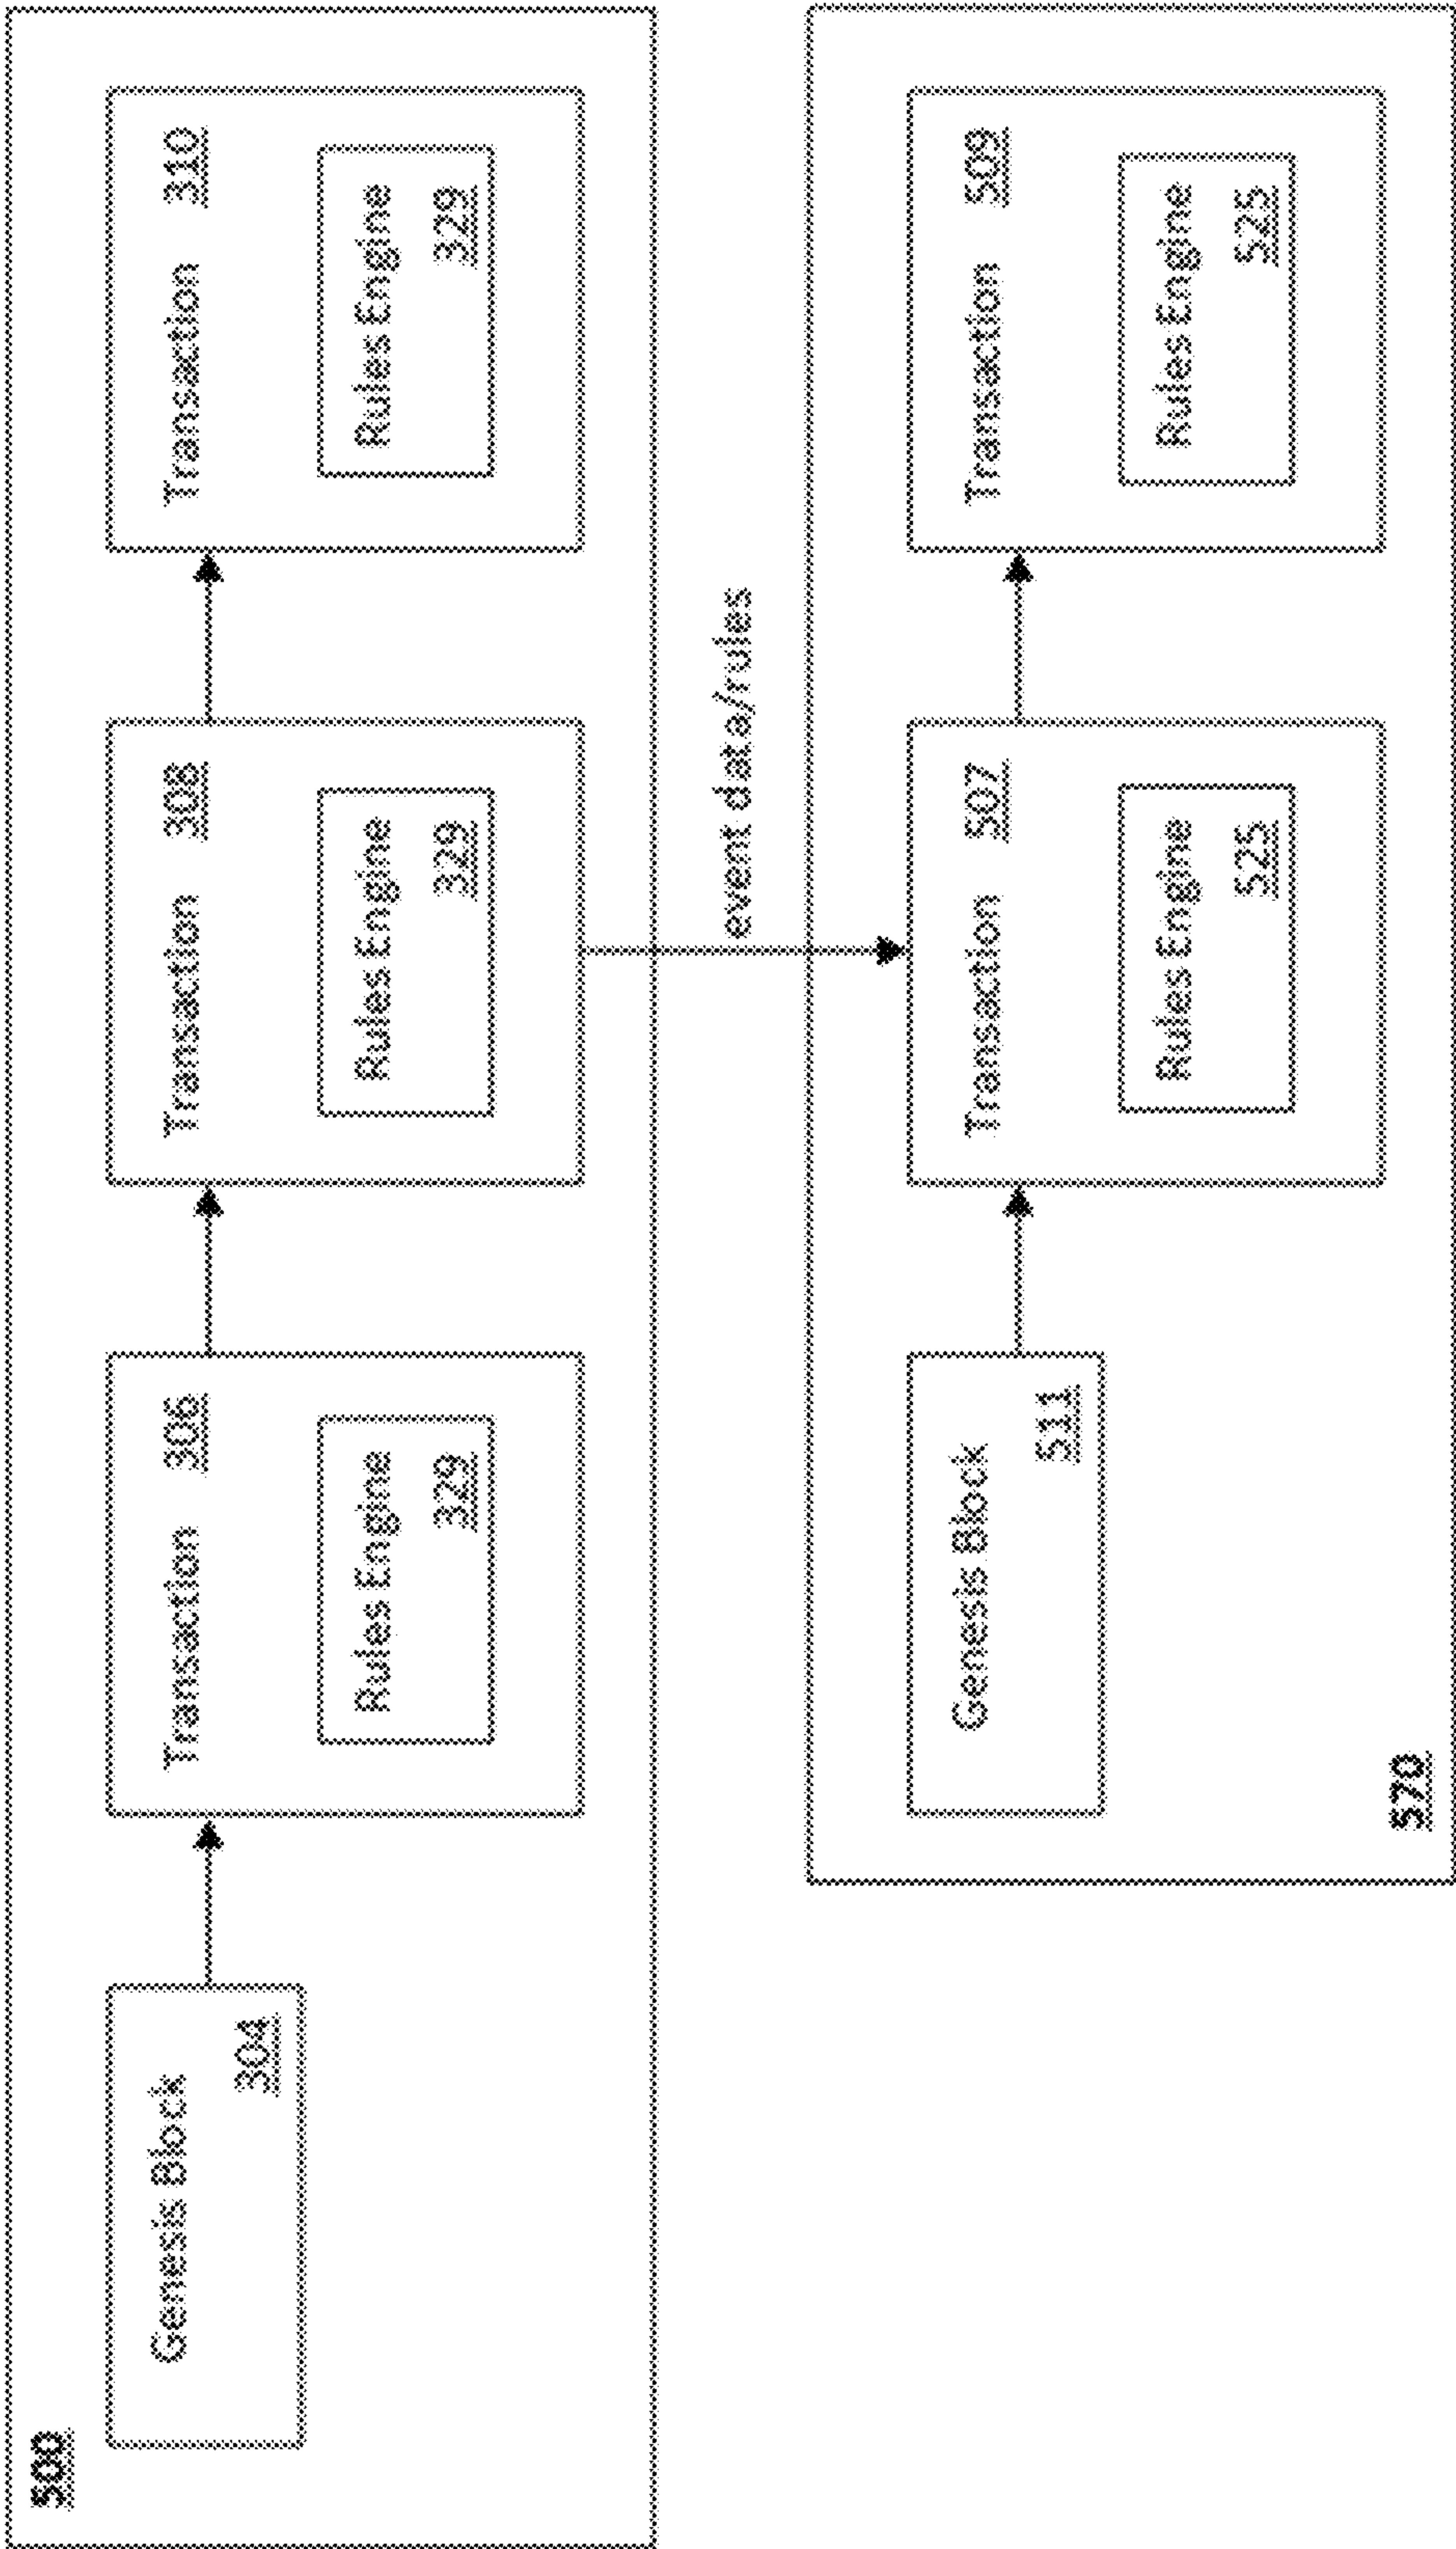 500
Genesis Block
304
Transaction 306
Rules Engine
329
Transaction 308
Rules Engine
329
Transaction 310
Rules Engine
329
event data/rules
Genesis Block
511
Transaction 507
Rules Engine
525
Transaction 509
Rules Engine
525
570